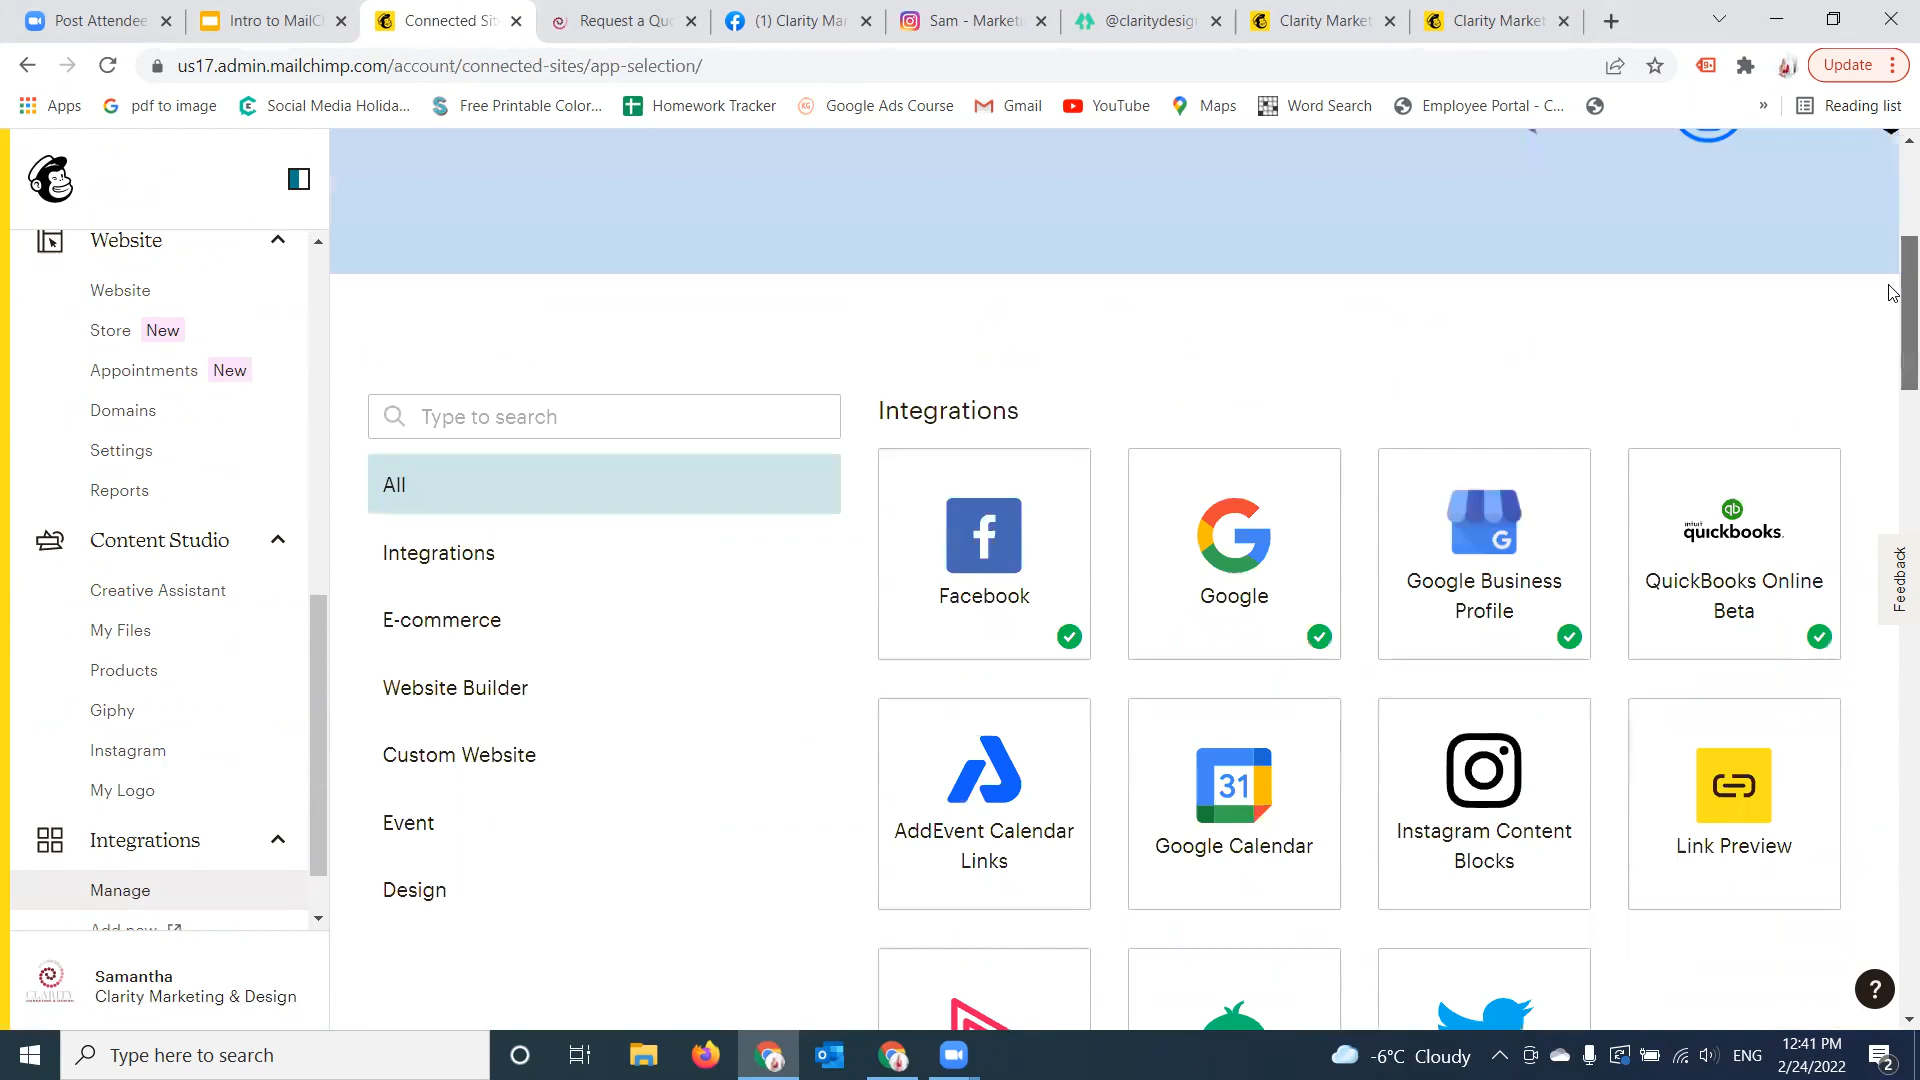 Post Attendee
Intro to MailC
Connected Sit
Request a Quo
(1) Clarity Mar
Sam - Marketi
@claritydesign
Clarity Market
Clarity Market
us17.admin.mailchimp.com/account/connected-sites/app-selection/
Update
Apps
pdf to image
Social Media Holida...
Free Printable Color...
Homework Tracker
Google Ads Course
Gmail
YouTube
Maps
Word Search
Employee Portal - C...
»
Reading list
Website
Website
Store New
Appointments New
Domains
Settings
Reports
Content Studio
Creative Assistant
My Files
Products
Giphy
Instagram
My Logo
Integrations
Manage
Add new
Samantha
Clarity Marketing & Design
Type to search
All
Integrations
E-commerce
Website Builder
Custom Website
Event
Design
Integrations
Facebook
Google
Google Business
Profile
intuit
quickbooks.
QuickBooks Online
Beta
AddEvent Calendar
Links
31
Google Calendar
Instagram Content
Blocks
Link Preview
Feedback
?
Type here to search
-6°C Cloudy
ENG
12:41 PM
2/24/2022
2